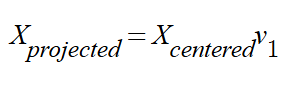 X_projected = X_centered v_1